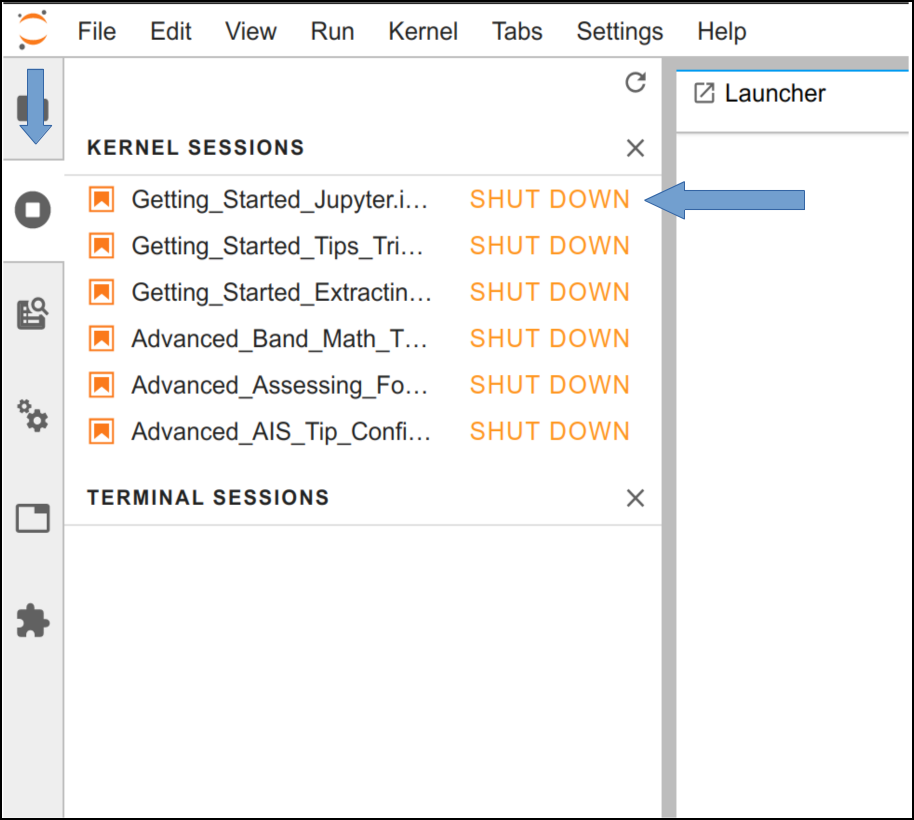 File Edit View Run Kernel Tabs Settings Help
Launcher
KERNEL SESSIONS
Getting_Started_Jupyter.i... SHUT DOWN
Getting_Started_Tips_Tri... SHUT DOWN
Getting_Started_Extractin... SHUT DOWN
Advanced_Band_Math_T... SHUT DOWN
Advanced_Assessing_Fo... SHUT DOWN
Advanced_AIS_Tip_Confi... SHUT DOWN
TERMINAL SESSIONS